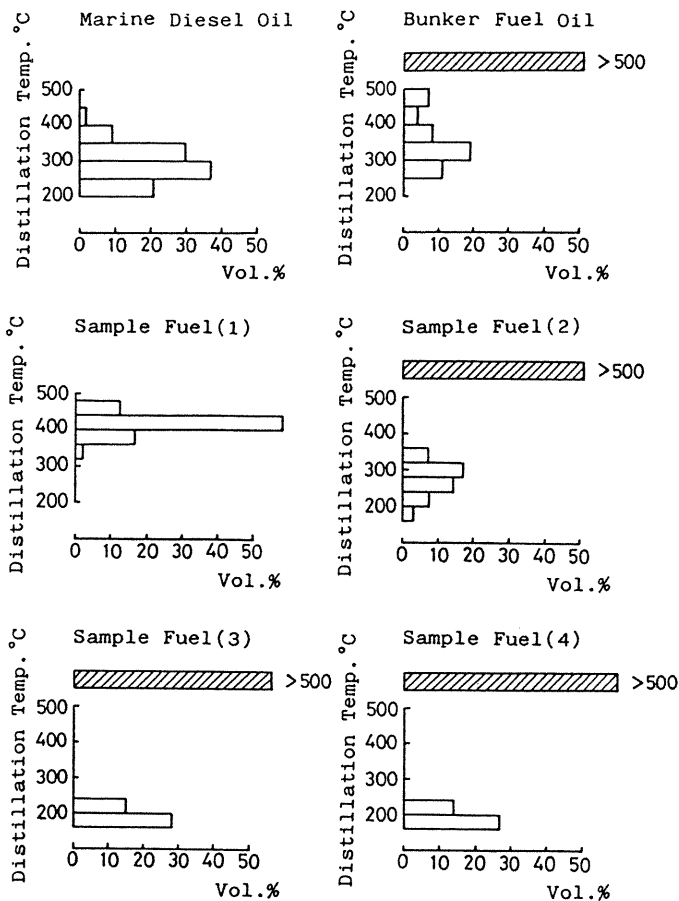 Marine Diesel Oil
Distillation Temp. °C
500
400
300
200
0 10 20 30 40 50
Vol.%
Bunker Fuel Oil
Distillation Temp. °C
>500
500
400
300
200
0 10 20 30 40 50
Vol.%
Sample Fuel(1)
Distillation Temp. °C
500
400
300
200
0 10 20 30 40 50
Vol.%
Sample Fuel(2)
Distillation Temp. °C
>500
500
400
300
200
0 10 20 30 40 50
Vol.%
Sample Fuel(3)
Distillation Temp. °C
>500
500
400
300
200
0 10 20 30 40 50
Vol.%
Sample Fuel(4)
Distillation Temp. °C
>500
500
400
300
200
0 10 20 30 40 50
Vol.%